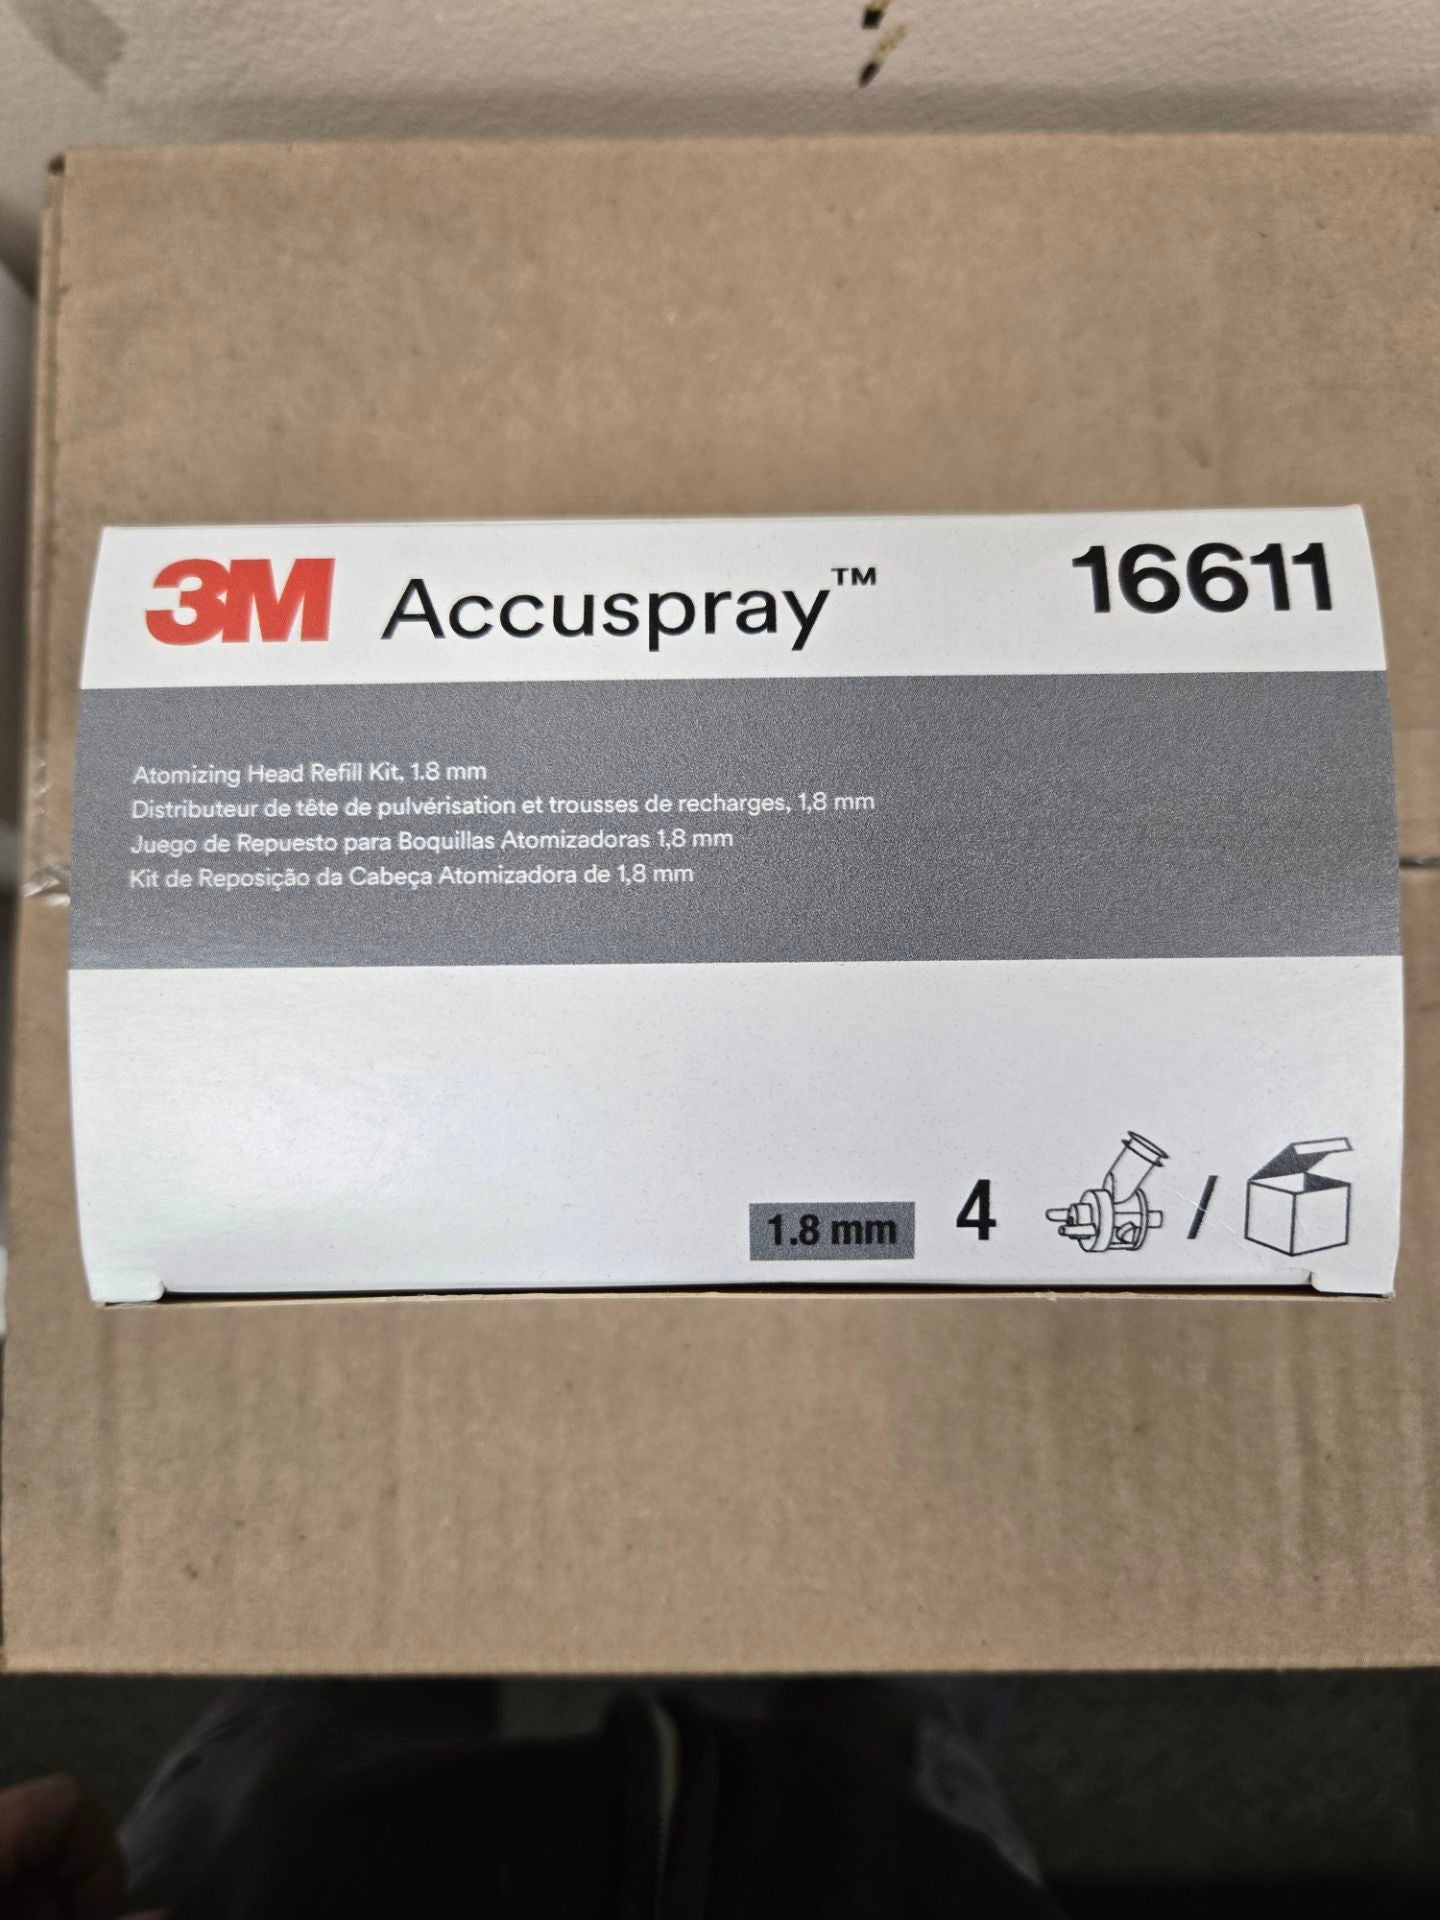 3M Accuspray™ 16611
Atomizing Head Refill Kit, 1.8 mm
Distributeur de tête de pulvérisation et trousses de recharges, 1,8 mm
Juego de Repuesto para Boquillas Atomizadoras 1,8 mm
Kit de Reposição da Cabeça Atomizadora de 1,8 mm
1.8 mm 4 /